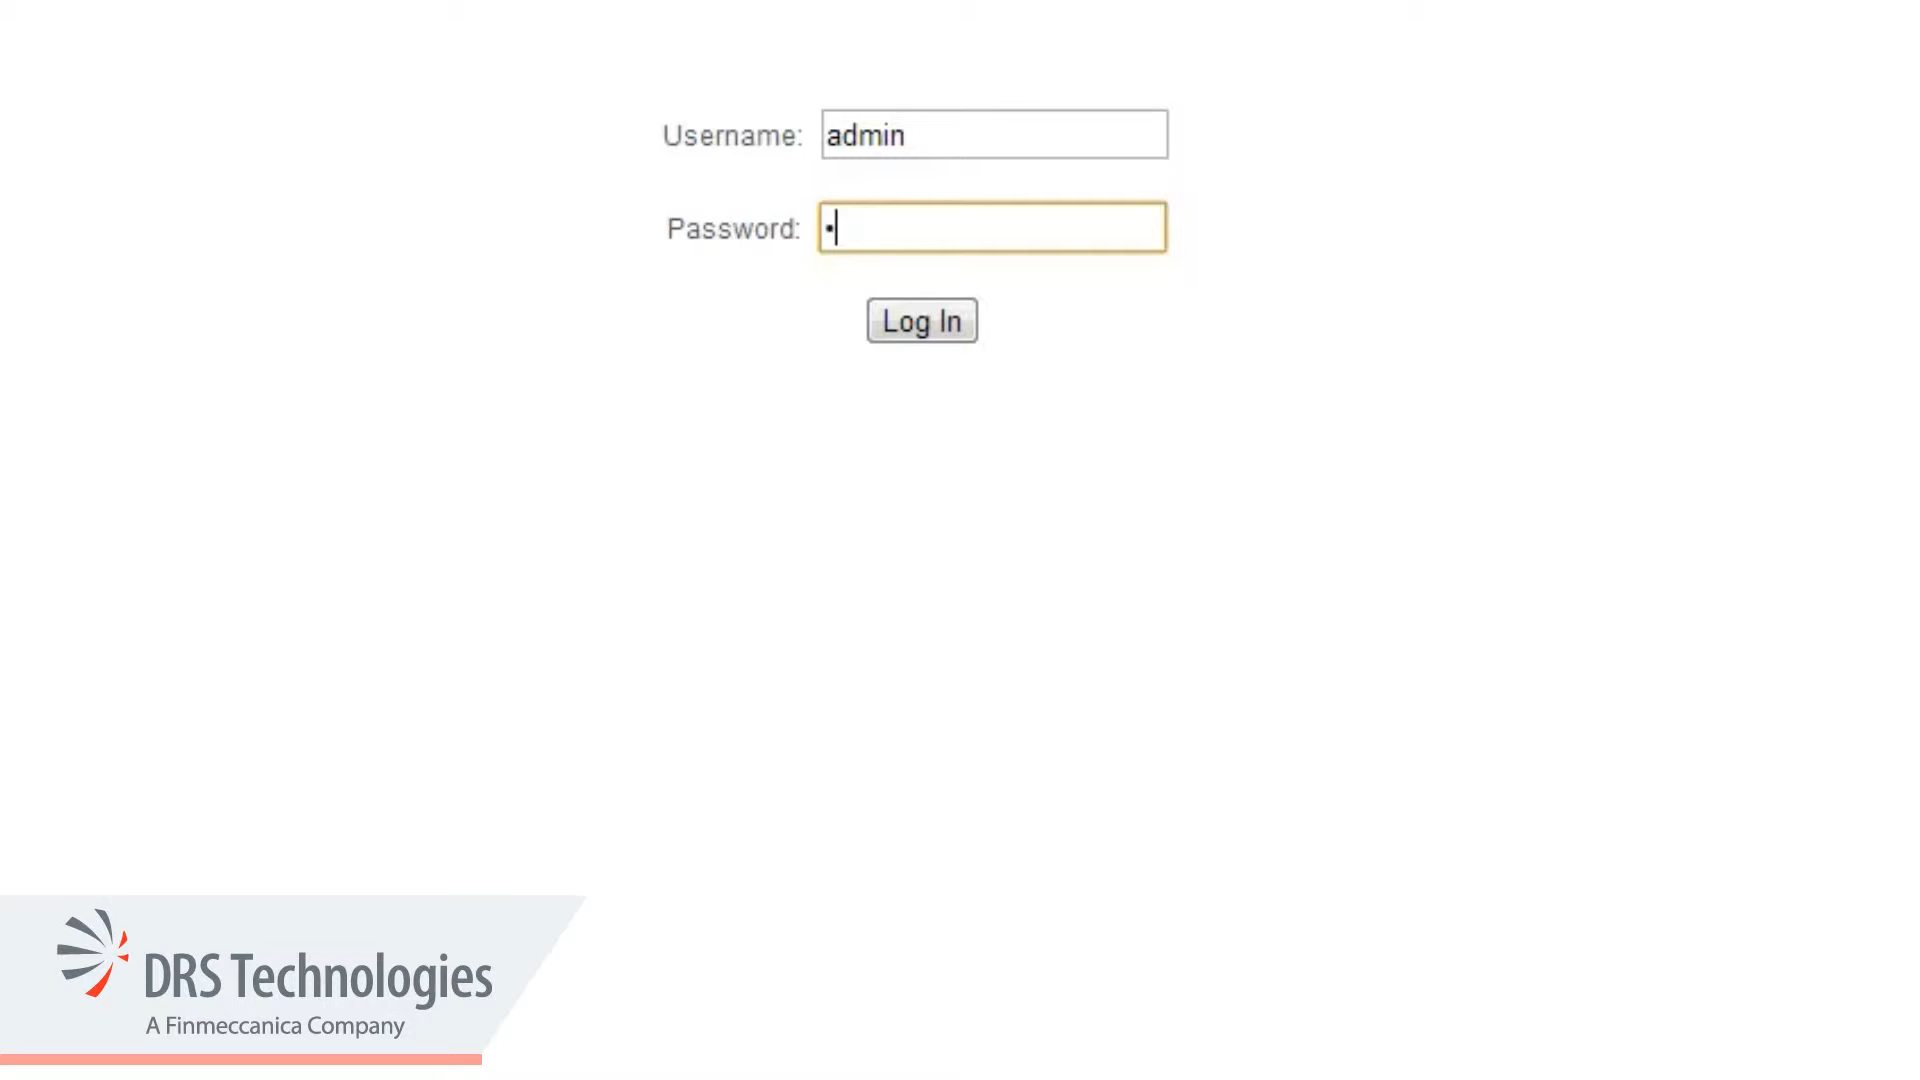 Username: admin
Password: •
Log In
DRS Technologies
A Finmeccanica Company